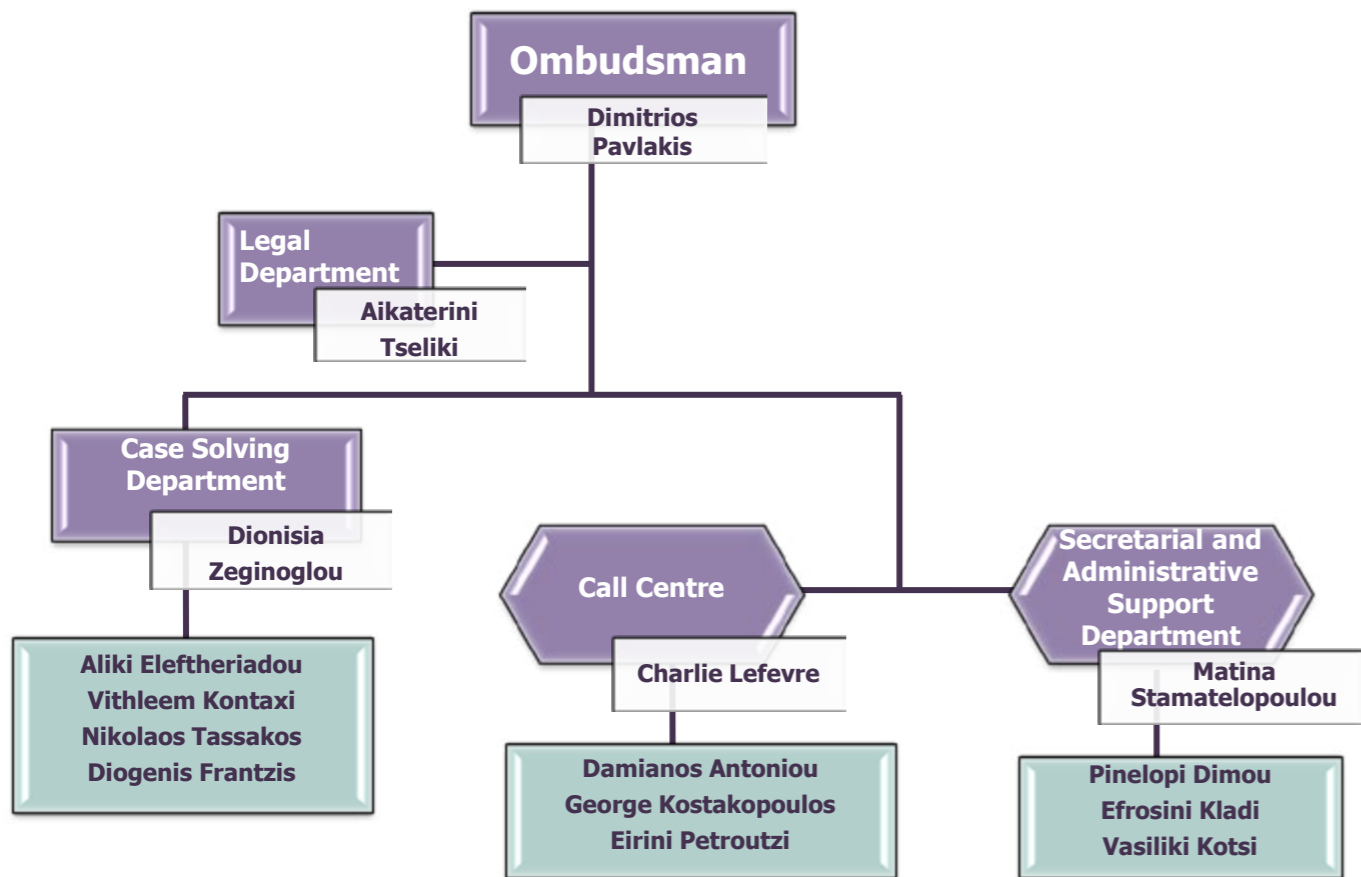 Ombudsman
Dimitrios
Pavlakis
Legal
Department
Aikaterini
Tseliki
Case Solving
Department
Dionisia
Zeginoglou
Aliki Eleftheriadou
Vithleem Kontaxi
Nikolaos Tassakos
Diogenis Frantzis
Call Centre
Charlie Lefevre
Damianos Antoniou
George Kostakopoulos
Eirini Petroutzi
Secretarial and
Administrative
Support
Department
Matina
Stamatelopoulou
Pinelopi Dimou
Efrosini Kladi
Vasiliki Kotsi